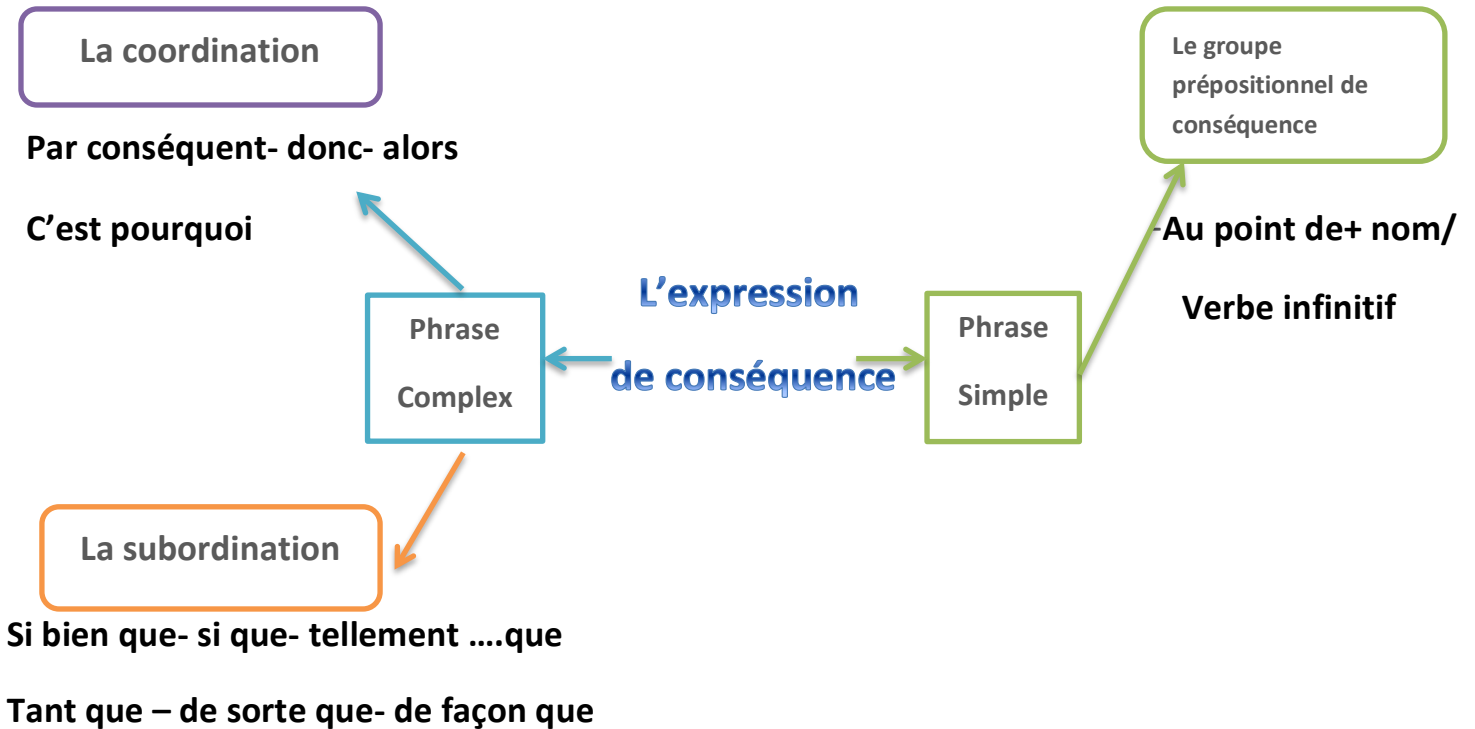 La coordination
Par conséquent- donc- alors
C'est pourquoi
Le groupe
prépositionnel de
conséquence
-Au point de+ nom/
Verbe infinitif
L'expression
de conséquence
Phrase
Complex
Phrase
Simple
La subordination
Si bien que- si que- tellement ….que
Tant que – de sorte que- de façon que